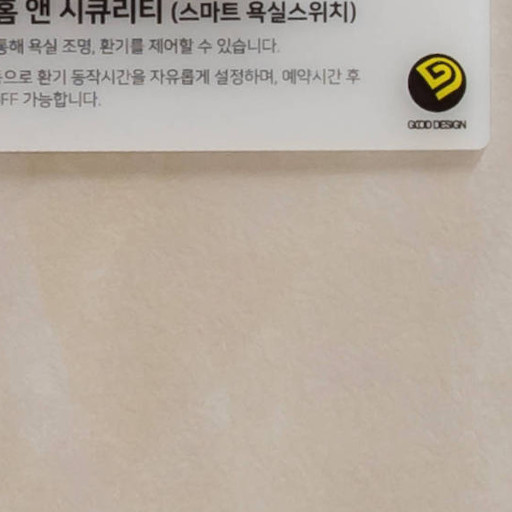 홈 앤 시큐리티 (스마트 욕실스위치)
통해 욕실 조명, 환기를 제어할 수 있습니다.
으로 환기 동작시간을 자유롭게 설정하며, 예약시간 후
FF 가능합니다.
GOOD DESIGN